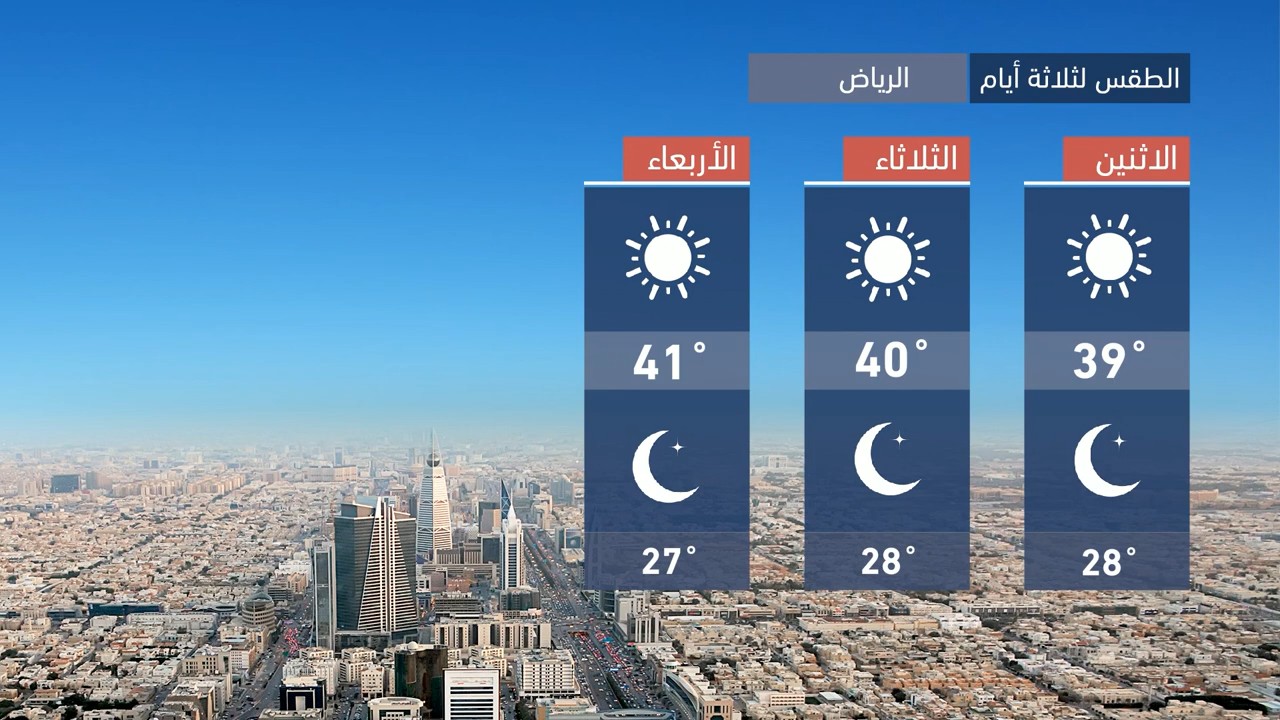 الطقس لثلاثة أيام
الرياض
الاثنين
الثلاثاء
الأربعاء
39°
40°
41°
28°
28°
27°